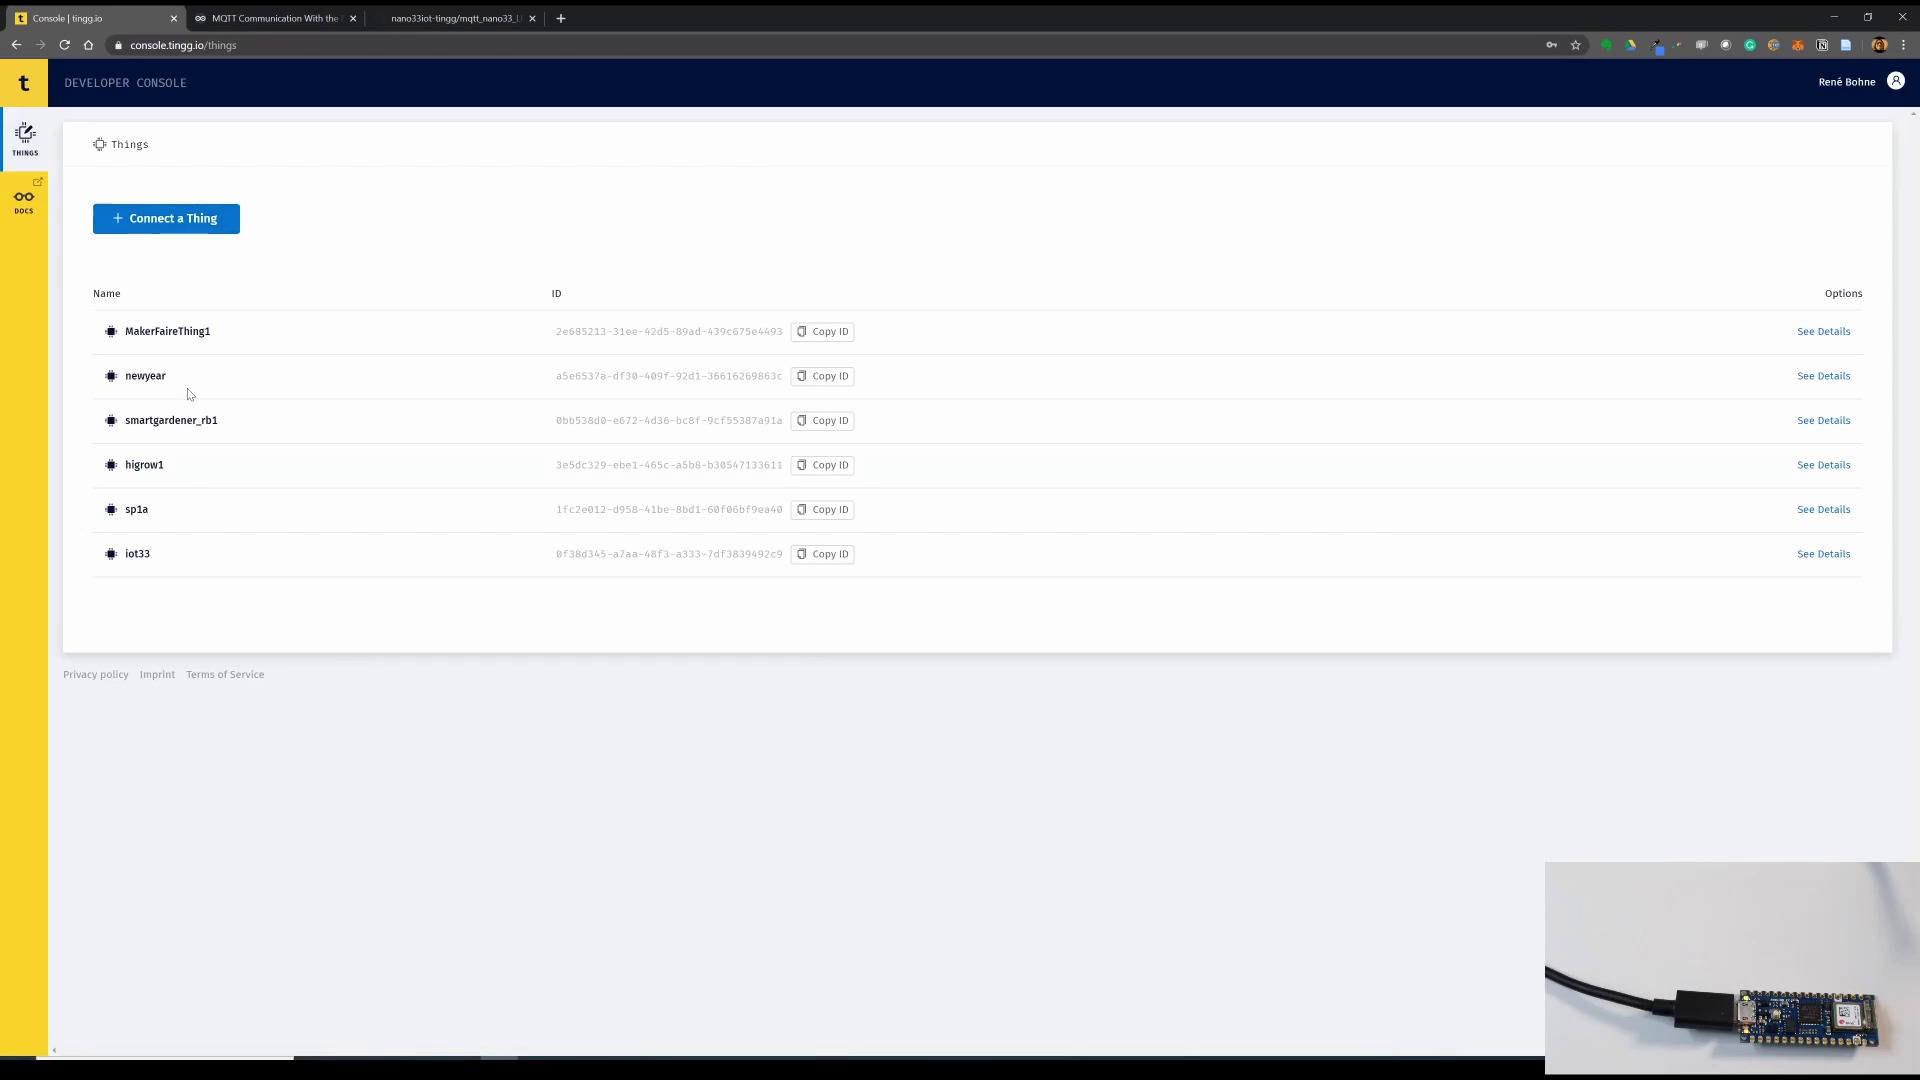 Console | tingg.io
MQTT Communication With the
nano33iot-tingg/mqtt_nano33_
console.tingg.io/things
t
DEVELOPER CONSOLE
René Bohne
THINGS
DOCS
Things
+ Connect a Thing
Name ID Options
MakerFaireThing1 2e685213-31ee-42d5-89ad-439c675e4493 Copy ID See Details
newyear a5e6537a-df30-409f-92d1-36616269863c Copy ID See Details
smartgardener_rb1 0bb538d0-e672-4d36-bc8f-9cf55387a91a Copy ID See Details
higrow1 3e5dc329-ebe1-465c-a5b8-b30547133611 Copy ID See Details
sp1a 1fc2e012-d958-41be-8bd1-60f06bf9ea40 Copy ID See Details
iot33 0f38d345-a7aa-48f3-a333-7df3839492c9 Copy ID See Details
Privacy policy Imprint Terms of Service